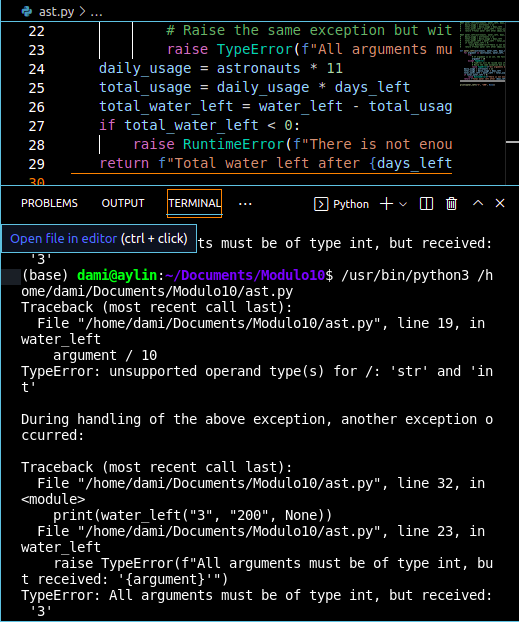 ast.py > ...
22 # Raise the same exception but wit
23 raise TypeError(f"All arguments mu
24 daily_usage = astronauts * 11
25 total_usage = daily_usage * days_left
26 total_water_left = water_left - total_usag
27 if total_water_left < 0:
28 raise RuntimeError(f"There is not enou
29 return f"Total water left after {days_left
30
PROBLEMS OUTPUT TERMINAL ... Python
Open file in editor (ctrl + click)
ts must be of type int, but received:
'3'
(base) dami@aylin:~/Documents/Modulo10$ /usr/bin/python3 /h
ome/dami/Documents/Modulo10/ast.py
Traceback (most recent call last):
File "/home/dami/Documents/Modulo10/ast.py", line 19, in
water_left
argument / 10
TypeError: unsupported operand type(s) for /: 'str' and 'in
t'
During handling of the above exception, another exception o
ccurred:
Traceback (most recent call last):
File "/home/dami/Documents/Modulo10/ast.py", line 32, in
<module>
print(water_left("3", "200", None))
File "/home/dami/Documents/Modulo10/ast.py", line 23, in
water_left
raise TypeError(f"All arguments must be of type int, bu
t received: '{argument}'")
TypeError: All arguments must be of type int, but received:
'3'